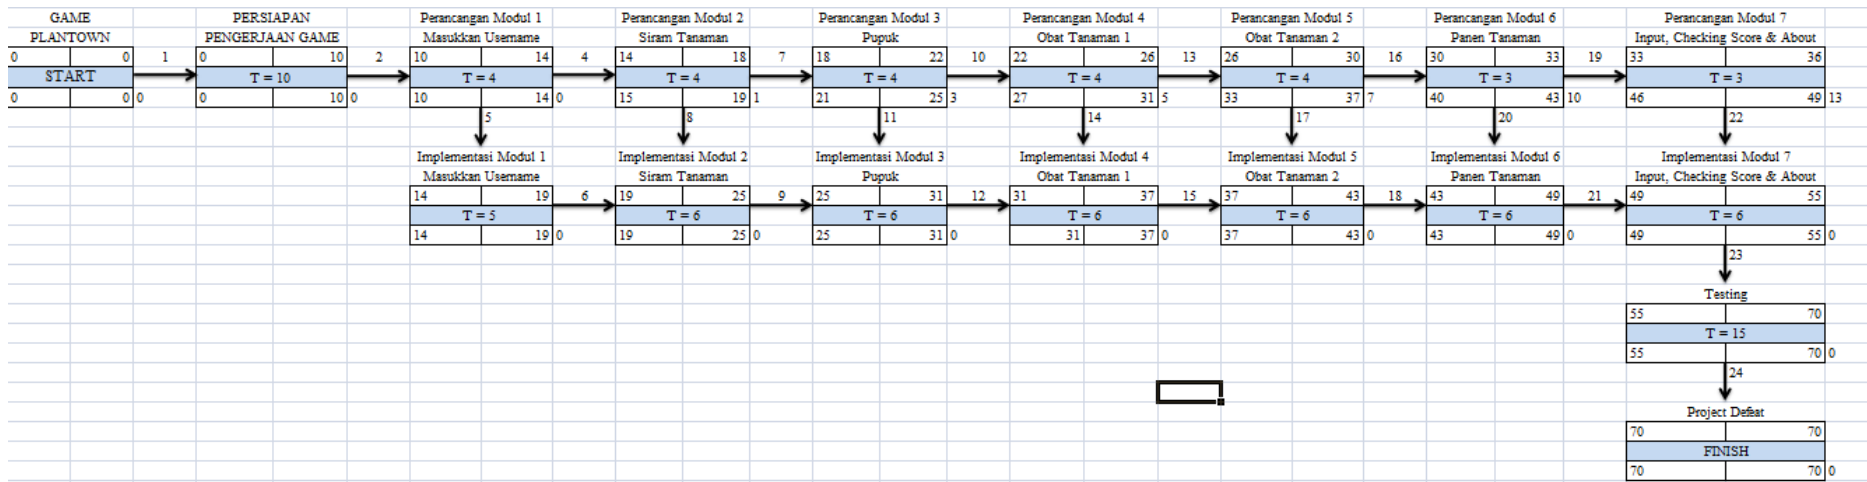 GAME PERSIAPAN Perancangan Modul 1 Perancangan Modul 2 Perancangan Modul 3 Perancangan Modul 4 Perancangan Modul 5 Perancangan Modul 6 Perancangan Modul 7
PLANTOWN PENGERJAAN GAME Masukkan Username Siram Tanaman Pupuk Obat Tanaman 1 Obat Tanaman 2 Panen Tanaman Input, Checking Score & About
0 0 1 0 10 2 10 14 4 14 18 7 18 22 10 22 26 13 26 30 16 30 33 19 33 36
START T = 10 T = 4 T = 4 T = 4 T = 4 T = 4 T = 3 T = 3
0 0 0 0 10 0 10 14 0 15 19 1 21 25 3 27 31 5 33 37 7 40 43 10 46 49 13
5 8 11 14 17 20 22
Implementasi Modul 1 Implementasi Modul 2 Implementasi Modul 3 Implementasi Modul 4 Implementasi Modul 5 Implementasi Modul 6 Implementasi Modul 7
Masukkan Username Siram Tanaman Pupuk Obat Tanaman 1 Obat Tanaman 2 Panen Tanaman Input, Checking Score & About
14 19 6 19 25 9 25 31 12 31 37 15 37 43 18 43 49 21 49 55
T = 5 T = 6 T = 6 T = 6 T = 6 T = 6 T = 6
14 19 0 19 25 0 25 31 0 31 37 0 37 43 0 43 49 0 49 55 0
23
Testing
55 70
T = 15
55 70 0
24
Project Defeat
70 70
FINISH
70 70 0